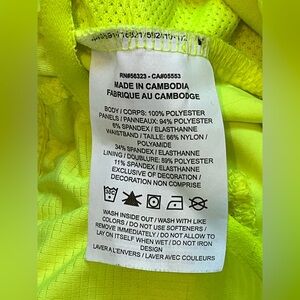 RN#56323 - CA#05553
MADE IN CAMBODIA
FABRIQUE AU CAMBODGE
BODY / CORPS: 100% POLYESTER
PANELS / PANNEAUX: 94% POLYESTER
6% SPANDEX / ELASTHANNE
WAISTBAND / TAILLE: 66% NYLON /
POLYAMIDE
34% SPANDEX / ELASTHANNE
LINING / DOUBLURE: 89% POLYESTER
11% SPANDEX / ELASTHANNE
EXCLUSIVE OF DECORATION /
DECORATION NON COMPRISE
WASH INSIDE OUT / WASH WITH LIKE
COLORS / DO NOT USE SOFTENERS /
REMOVE IMMEDIATELY / DO NOT ALLOW TO
LAY ON ITSELF WHEN WET / DO NOT IRON
DESIGN
LAVER A L'ENVERS / LAVER AVEC COULEURS